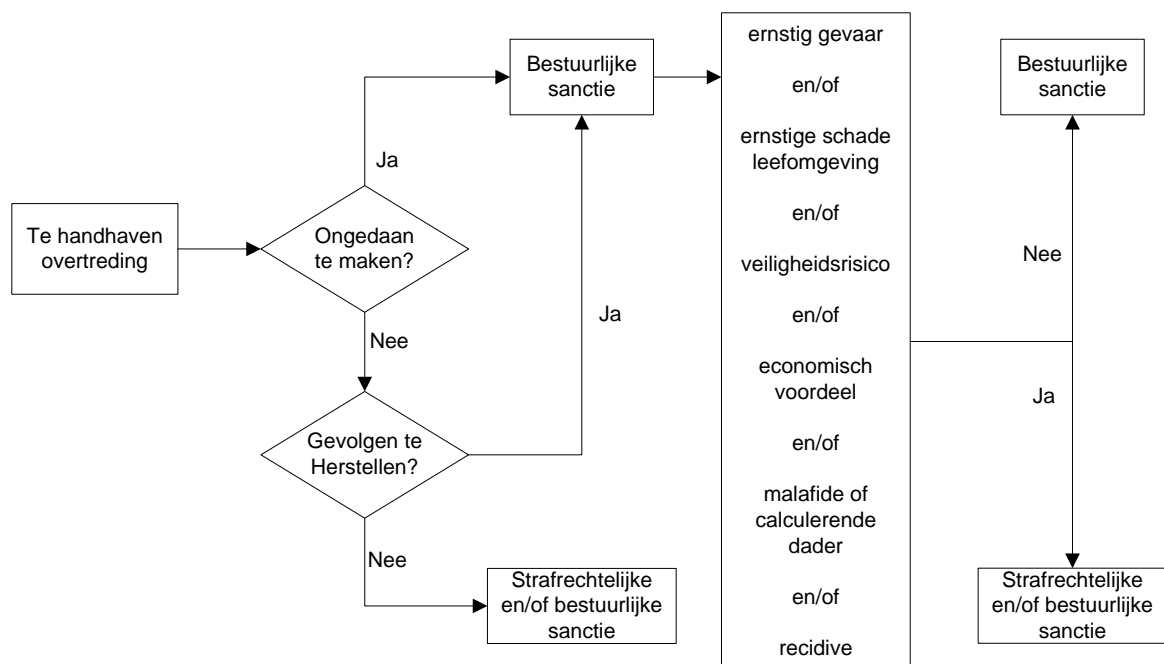 Te handhaven
overtreding
Ongedaan
te maken?
Ja
Nee
Gevolgen te
Herstellen?
Ja
Nee
Bestuurlijke
sanctie
Strafrechtelijke
en/of bestuurlijke
sanctie
ernstig gevaar
en/of
ernstige schade
leefomgeving
en/of
veiligheidsrisico
en/of
economisch
voordeel
en/of
malafide of
calculerende
dader
en/of
recidive
Nee
Bestuurlijke
sanctie
Ja
Strafrechtelijke
en/of bestuurlijke
sanctie